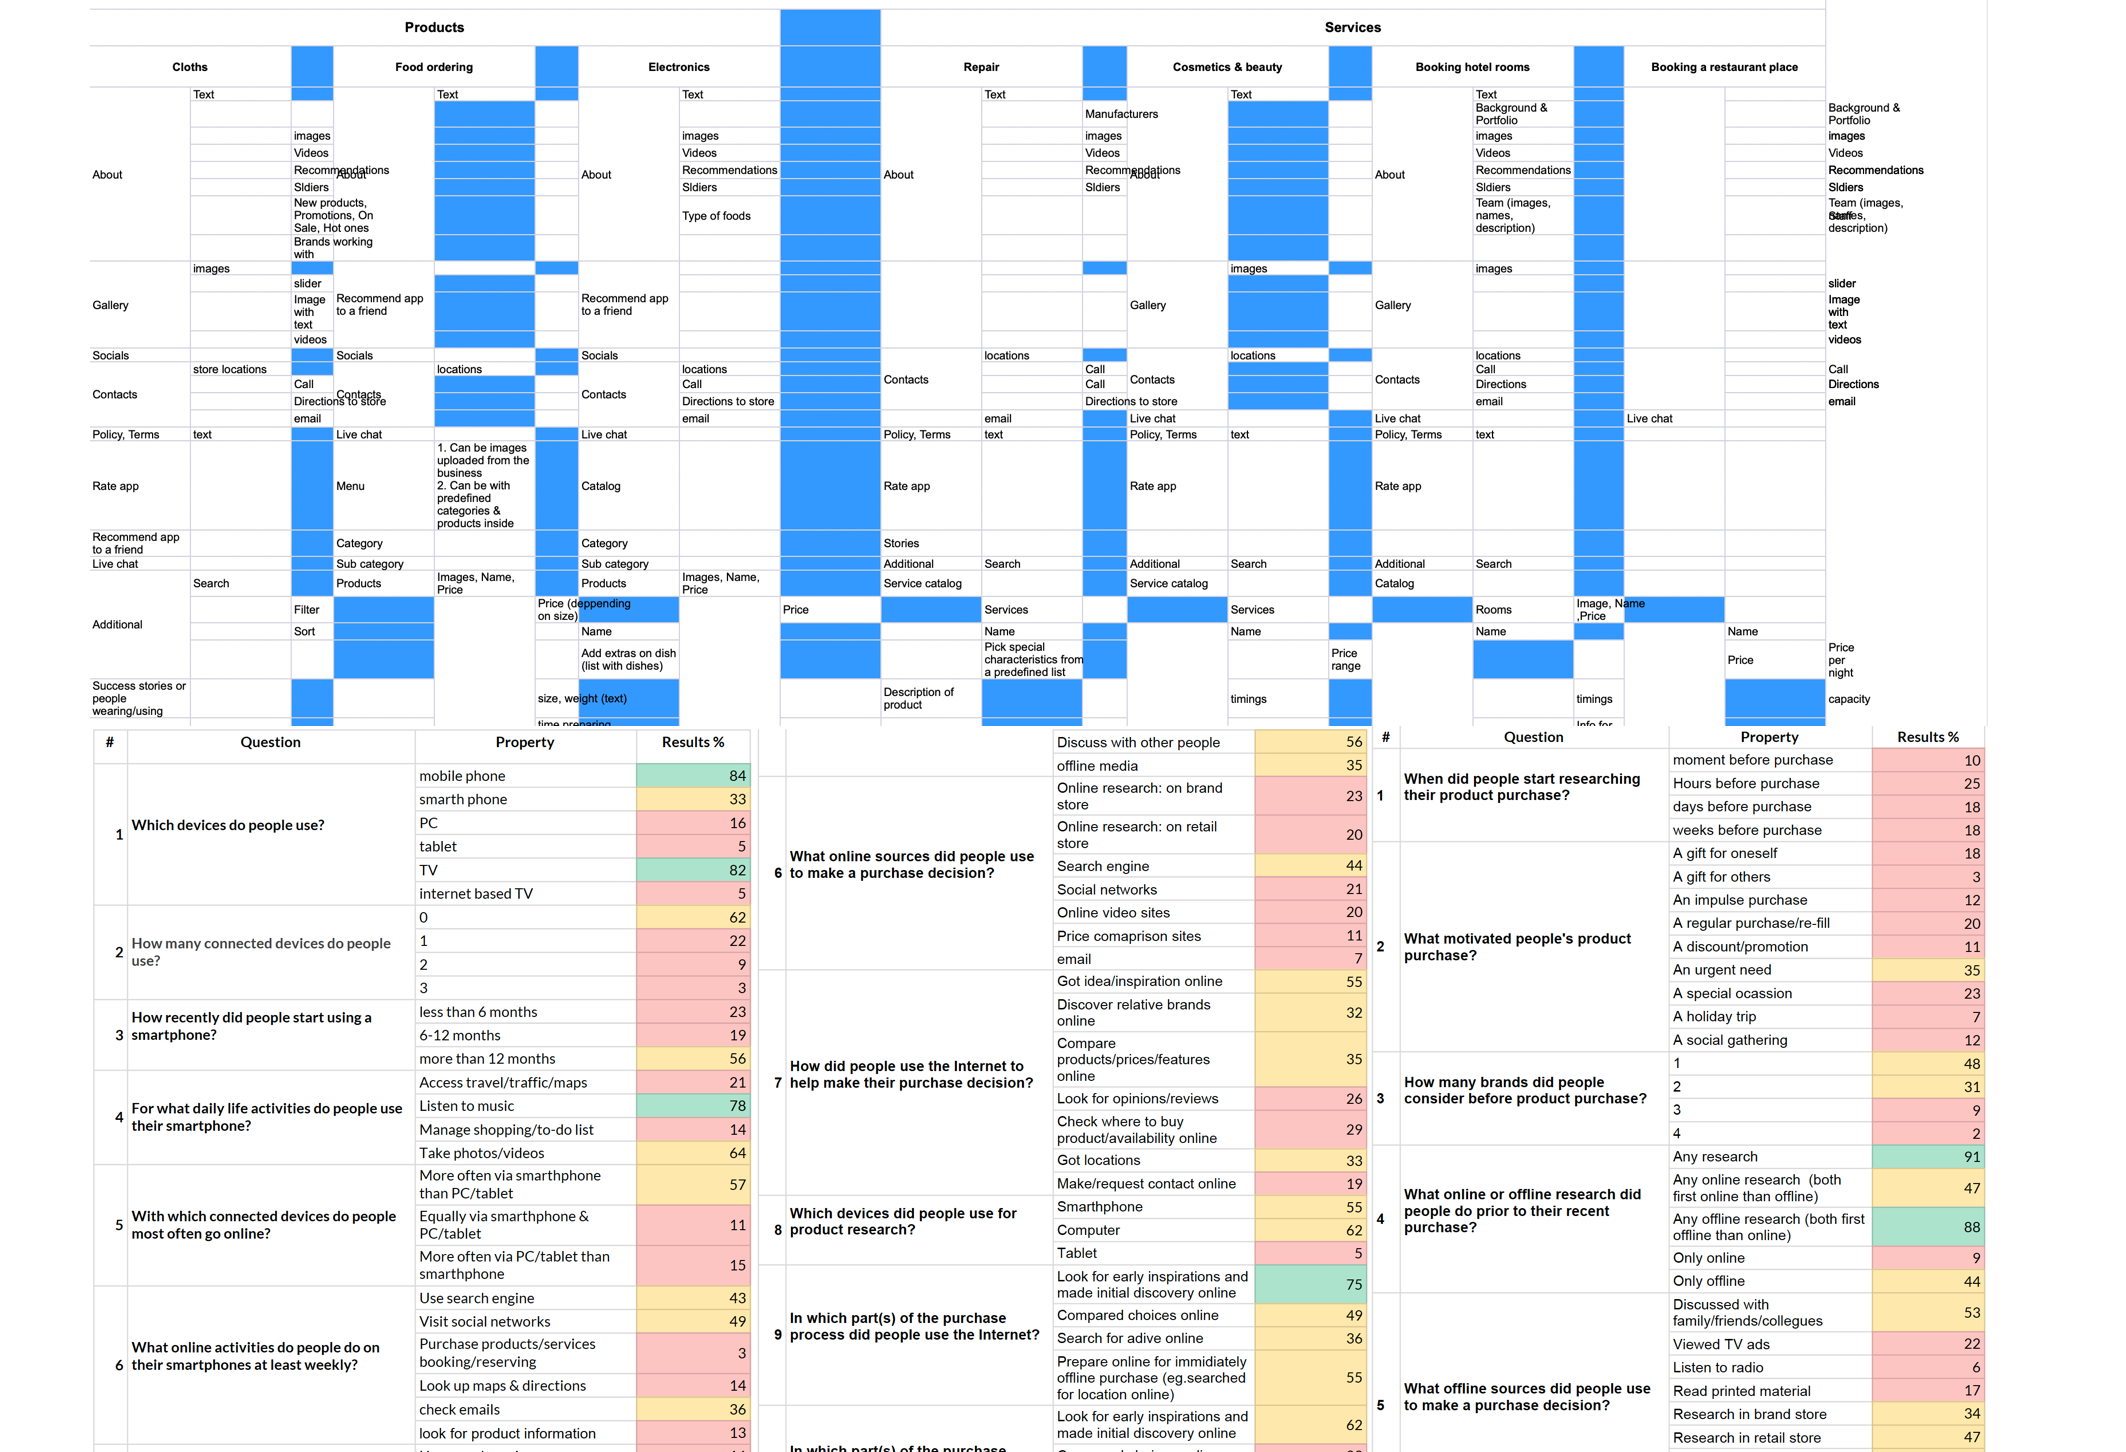 Products Services
Cloths Food ordering Electronics Repair Cosmetics & beauty Booking hotel rooms Booking a restaurant place
Text Text Text Text Text Text
Manufacturers Background & Background &
Portfolio Portfolio
images images images images images
Videos Videos Videos Videos Videos
About Recommendations About About Recommendations About Recommendations About About Recommendations Recommendations
Sldiers Sldiers Sldiers Sldiers Sldiers
New products, Team (images, Team (images,
Promotions, On Type of foods names, names,
Sale, Hot ones description) description)
Staff
Brands working
with
images images images
slider slider
Gallery Image Recommend app Recommend app Gallery Gallery Image
with to a friend to a friend with
text text
videos videos
Socials Socials Socials locations locations locations
store locations locations locations Call Call Call
Contacts Call Contacts Contacts Call Contacts Call Contacts Contacts Directions Directions
Directions to store Directions to store Directions to store email email
email email email Live chat Live chat Live chat
Policy, Terms text Live chat Live chat Policy, Terms text Policy, Terms text Policy, Terms text
1. Can be images
uploaded from the
business
Rate app Menu 2. Can be with Catalog Rate app Rate app Rate app
predefined
categories &
products inside
Recommend app Category Category Stories
to a friend
Live chat Sub category Sub category Additional Search Additional Search Additional Search
Search Products Images, Name, Products Images, Name, Service catalog Service catalog Catalog
Price Price
Filter Price (deppending Price Services Services Rooms Image, Name
on size) ,Price
Additional
Sort Name Name Name Name Name
Add extras on dish Pick special Price Price Price
(list with dishes) characteristics from range per
a predefined list night
Success stories or size, weight (text) Description of timings timings capacity
people product
wearing/using
time preparing Info for
# Question Property Results %
1 Which devices do people use?
mobile phone 84
smarth phone 33
PC 16
tablet 5
TV 82
internet based TV 5
2 How many connected devices do people
use?
0 62
1 22
2 9
3 3
3 How recently did people start using a
smartphone?
less than 6 months 23
6-12 months 19
more than 12 months 56
4 For what daily life activities do people use
their smartphone?
Access travel/traffic/maps 21
Listen to music 78
Manage shopping/to-do list 14
Take photos/videos 64
5 With which connected devices do people
most often go online?
More often via smarthphone
than PC/tablet 57
Equally via smarthphone &
PC/tablet 11
More often via PC/tablet than
smarthphone 15
6 What online activities do people do on
their smartphones at least weekly?
Use search engine 43
Visit social networks 49
Purchase products/services
booking/reserving 3
Look up maps & directions 14
check emails 36
look for product information 13
Discuss with other people 56
offline media 35
6 What online sources did people use
to make a purchase decision?
Online research: on brand
store 23
Online research: on retail
store 20
Search engine 44
Social networks 21
Online video sites 20
Price comaprison sites 11
email 7
7 How did people use the Internet to
help make their purchase decision?
Got idea/inspiration online 55
Discover relative brands
online 32
Compare
products/prices/features
online 35
Look for opinions/reviews 26
Check where to buy
product/availability online 29
Got locations 33
Make/request contact online 19
8 Which devices did people use for
product research?
Smarthphone 55
Computer 62
Tablet 5
9 In which part(s) of the purchase
process did people use the Internet?
Look for early inspirations and
made initial discovery online 75
Compared choices online 49
Search for adive online 36
Prepare online for immidiately
offline purchase (eg.searched
for location online) 55
In which part(s) of the purchase
Look for early inspirations and
made initial discovery online 62
# Question Property Results %
1 When did people start researching
their product purchase?
moment before purchase 10
Hours before purchase 25
days before purchase 18
weeks before purchase 18
2 What motivated people's product
purchase?
A gift for oneself 18
A gift for others 3
An impulse purchase 12
A regular purchase/re-fill 20
A discount/promotion 11
An urgent need 35
A special ocassion 23
A holiday trip 7
A social gathering 12
3 How many brands did people
consider before product purchase?
1 48
2 31
3 9
4 2
4 What online or offline research did
people do prior to their recent
purchase?
Any research 91
Any online research (both
first online than offline) 47
Any offline research (both first
offline than online) 88
Only online 9
Only offline 44
5 What offline sources did people use
to make a purchase decision?
Discussed with
family/friends/collegues 53
Viewed TV ads 22
Listen to radio 6
Read printed material 17
Research in brand store 34
Research in retail store 47